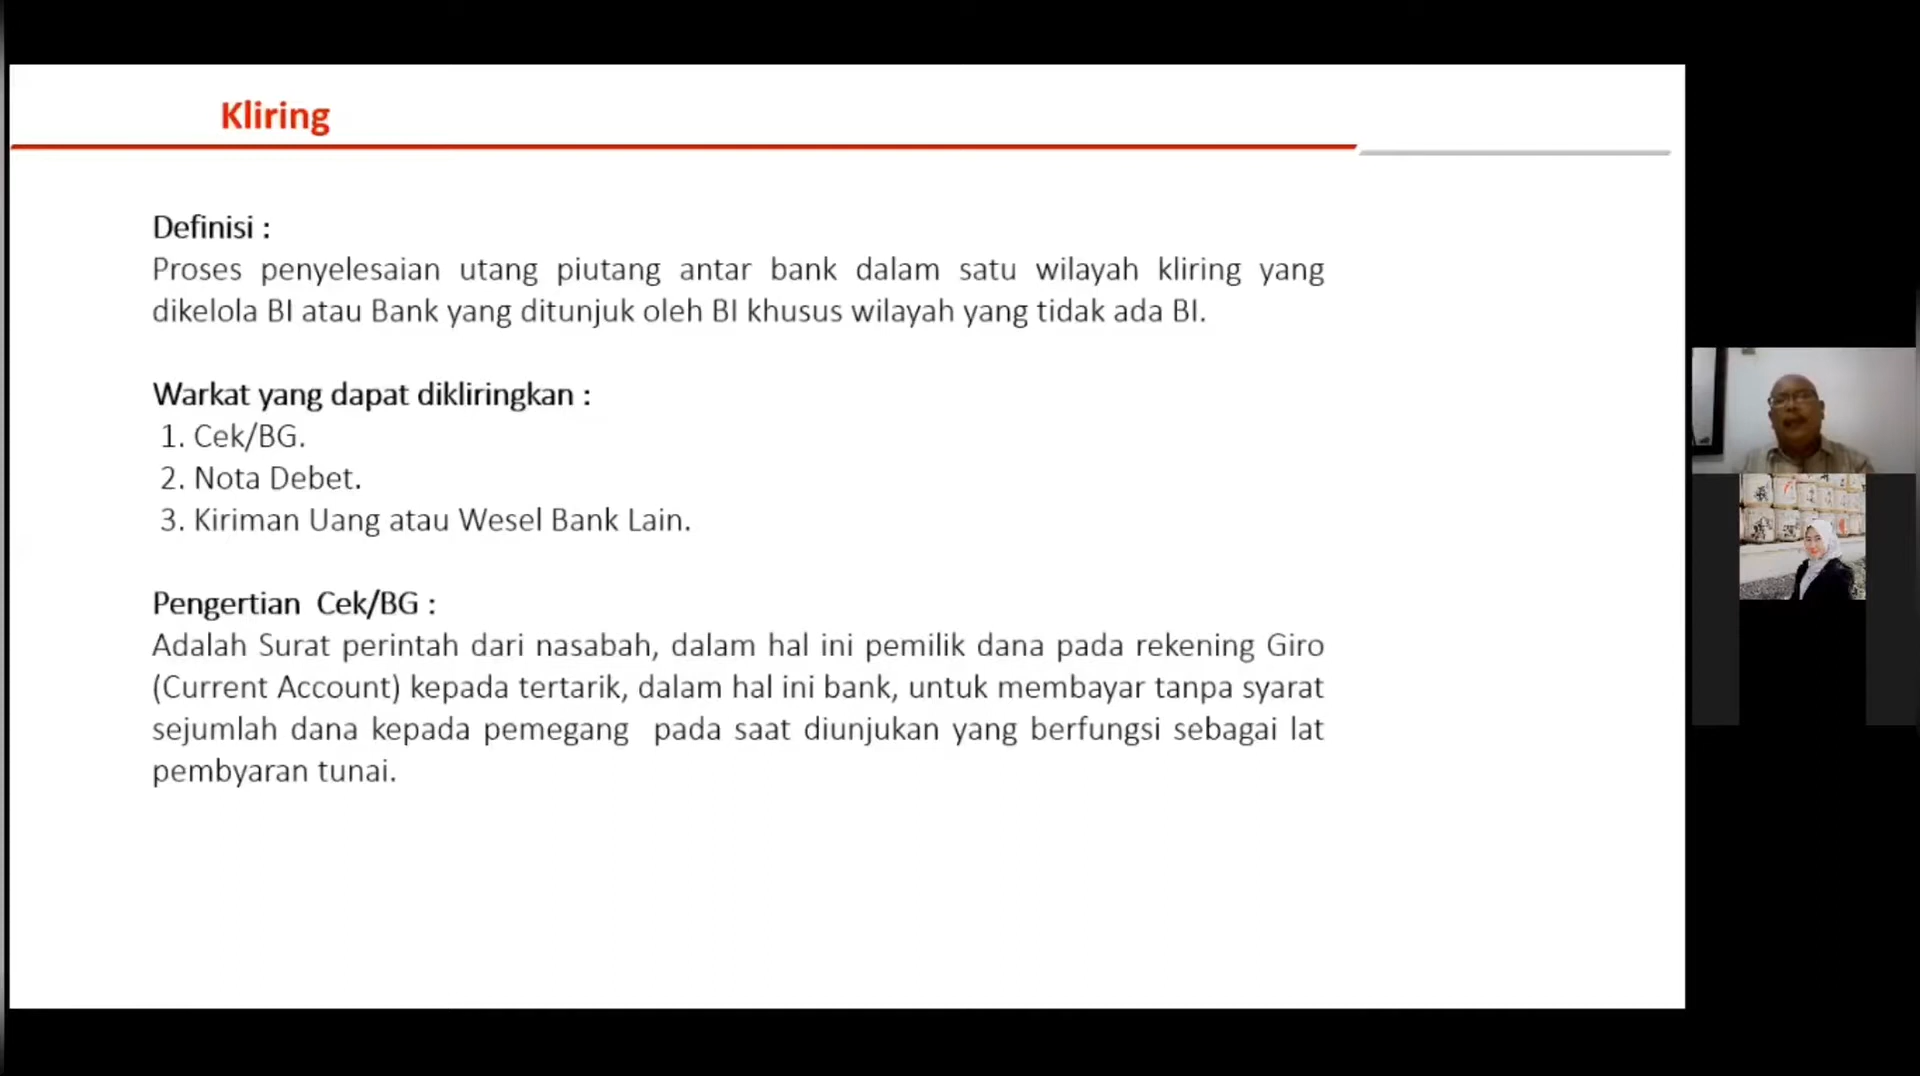 Kliring
Definisi :
Proses penyelesaian utang piutang antar bank dalam satu wilayah kliring yang
dikelola BI atau Bank yang ditunjuk oleh BI khusus wilayah yang tidak ada BI.
Warkat yang dapat dikliringkan :
1. Cek/BG.
2. Nota Debet.
3. Kiriman Uang atau Wesel Bank Lain.
Pengertian Cek/BG :
Adalah Surat perintah dari nasabah, dalam hal ini pemilik dana pada rekening Giro
(Current Account) kepada tertarik, dalam hal ini bank, untuk membayar tanpa syarat
sejumlah dana kepada pemegang pada saat diunjukan yang berfungsi sebagai lat
pembyaran tunai.